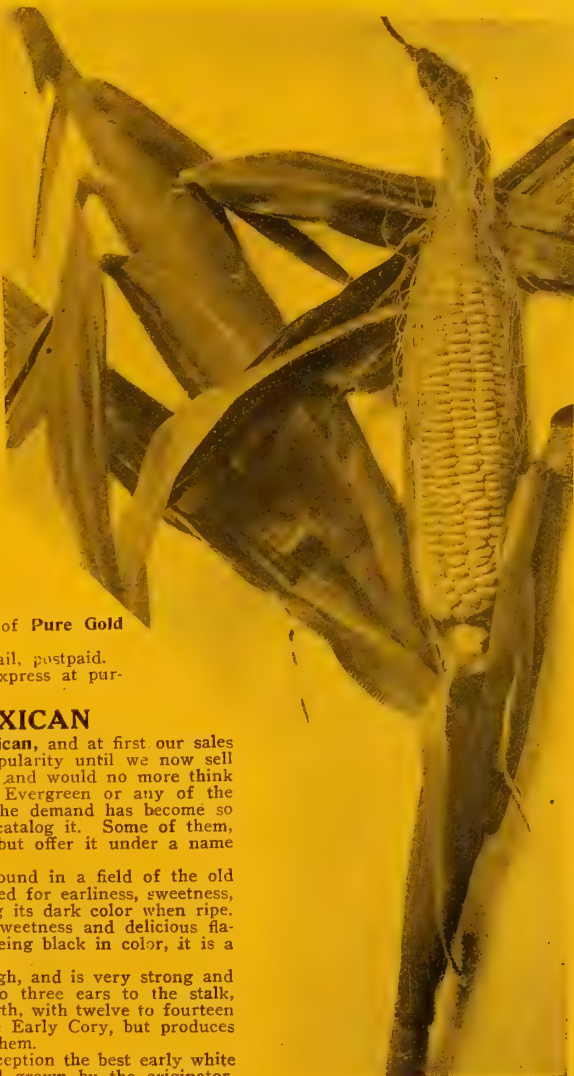 of Pure Gold
ail, postpaid.
xpress at pur-
XICAN
ican, and at first our sales
pularity until we now sell
and would no more think
Evergreen or any of the
he demand has become so
catalog it. Some of them,
but offer it under a name
ound in a field of the old
ed for earliness, sweetness,
g its dark color when ripe.
weetness and delicious fla-
eing black in color, it is a
gh, and is very strong and
o three ears to the stalk,
th, with twelve to fourteen
Early Cory, but produces
hem.
ception the best early white
grown by the originator,